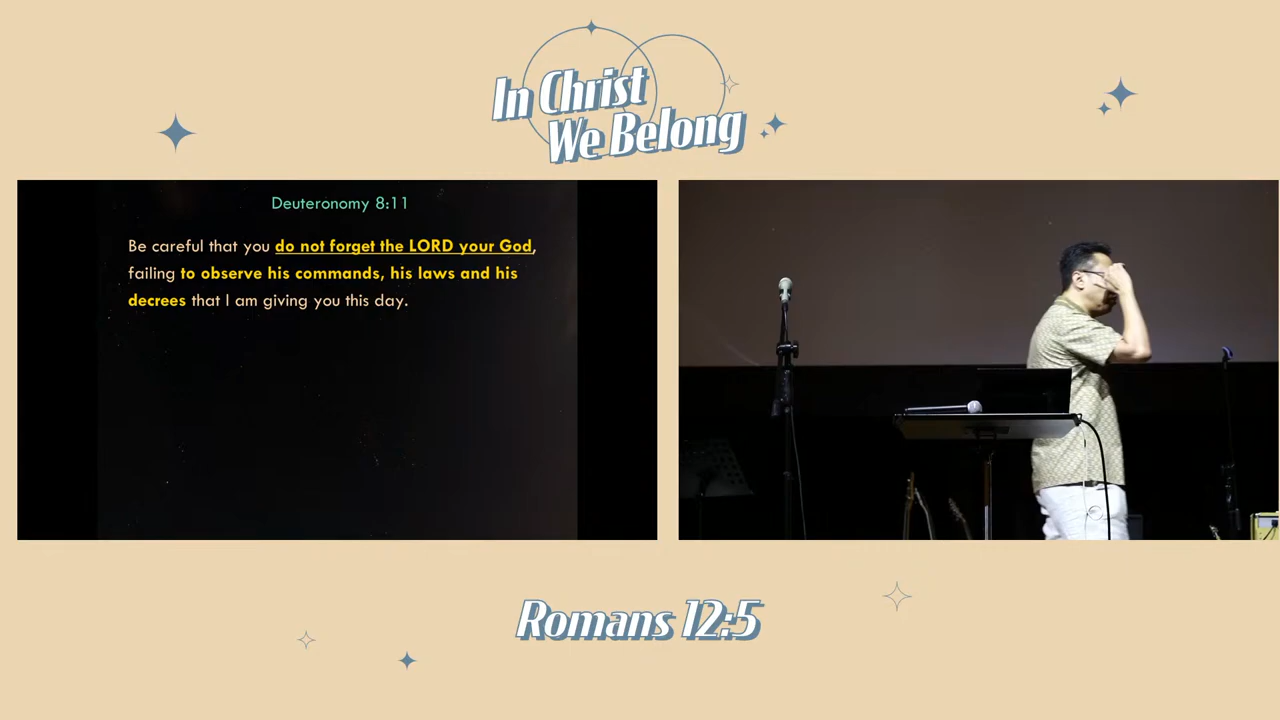 In Christ
We Belong
Deuteronomy 8:11
Be careful that you do not forget the LORD your God,
failing to observe his commands, his laws and his
decrees that I am giving you this day.
Romans 12:5